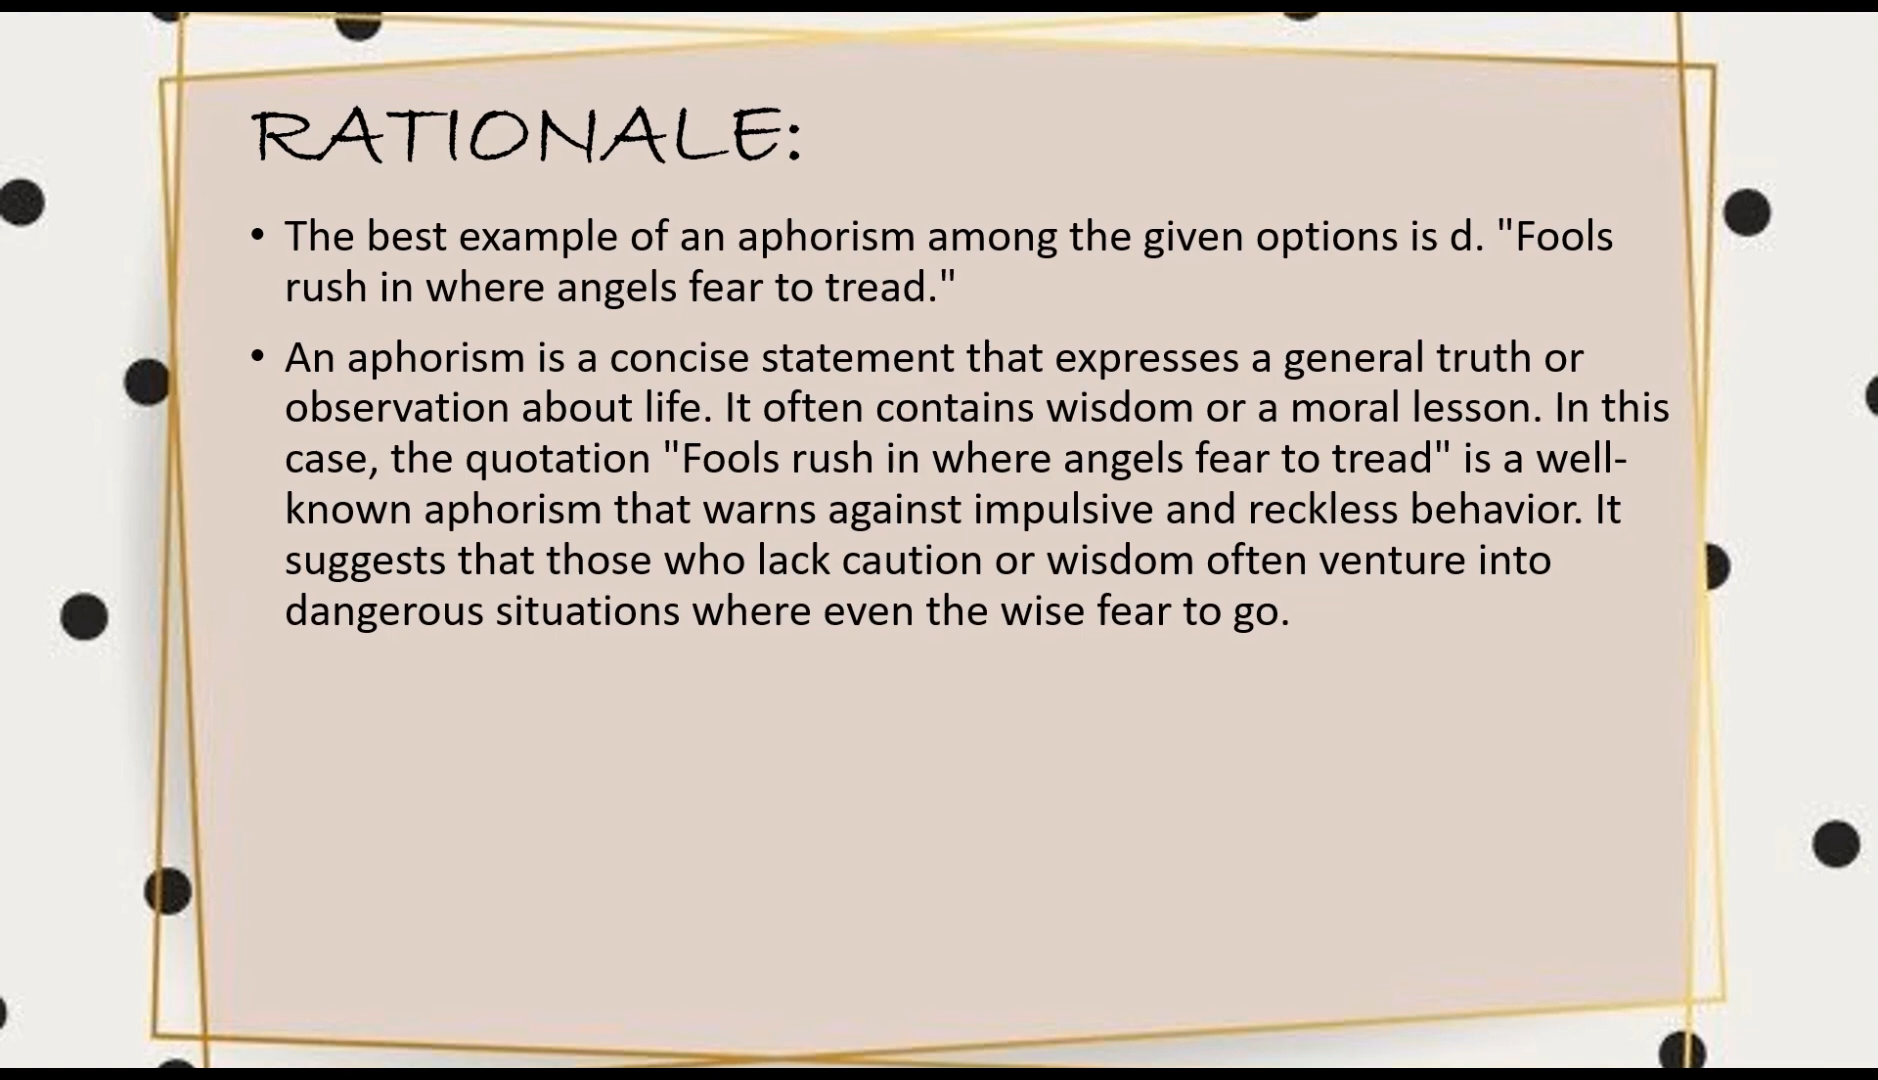 RATIONALE:
• The best example of an aphorism among the given options is d. "Fools
rush in where angels fear to tread."
• An aphorism is a concise statement that expresses a general truth or
observation about life. It often contains wisdom or a moral lesson. In this
case, the quotation "Fools rush in where angels fear to tread" is a well-
known aphorism that warns against impulsive and reckless behavior. It
suggests that those who lack caution or wisdom often venture into
dangerous situations where even the wise fear to go.